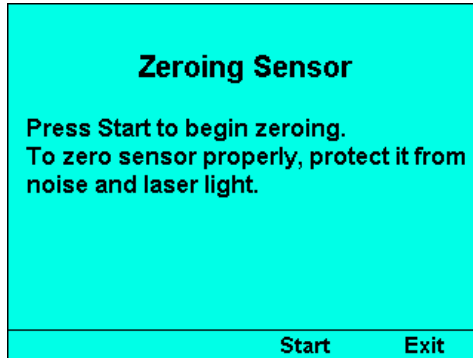 Zeroing Sensor
Press Start to begin zeroing.
To zero sensor properly, protect it from
noise and laser light.
Start Exit